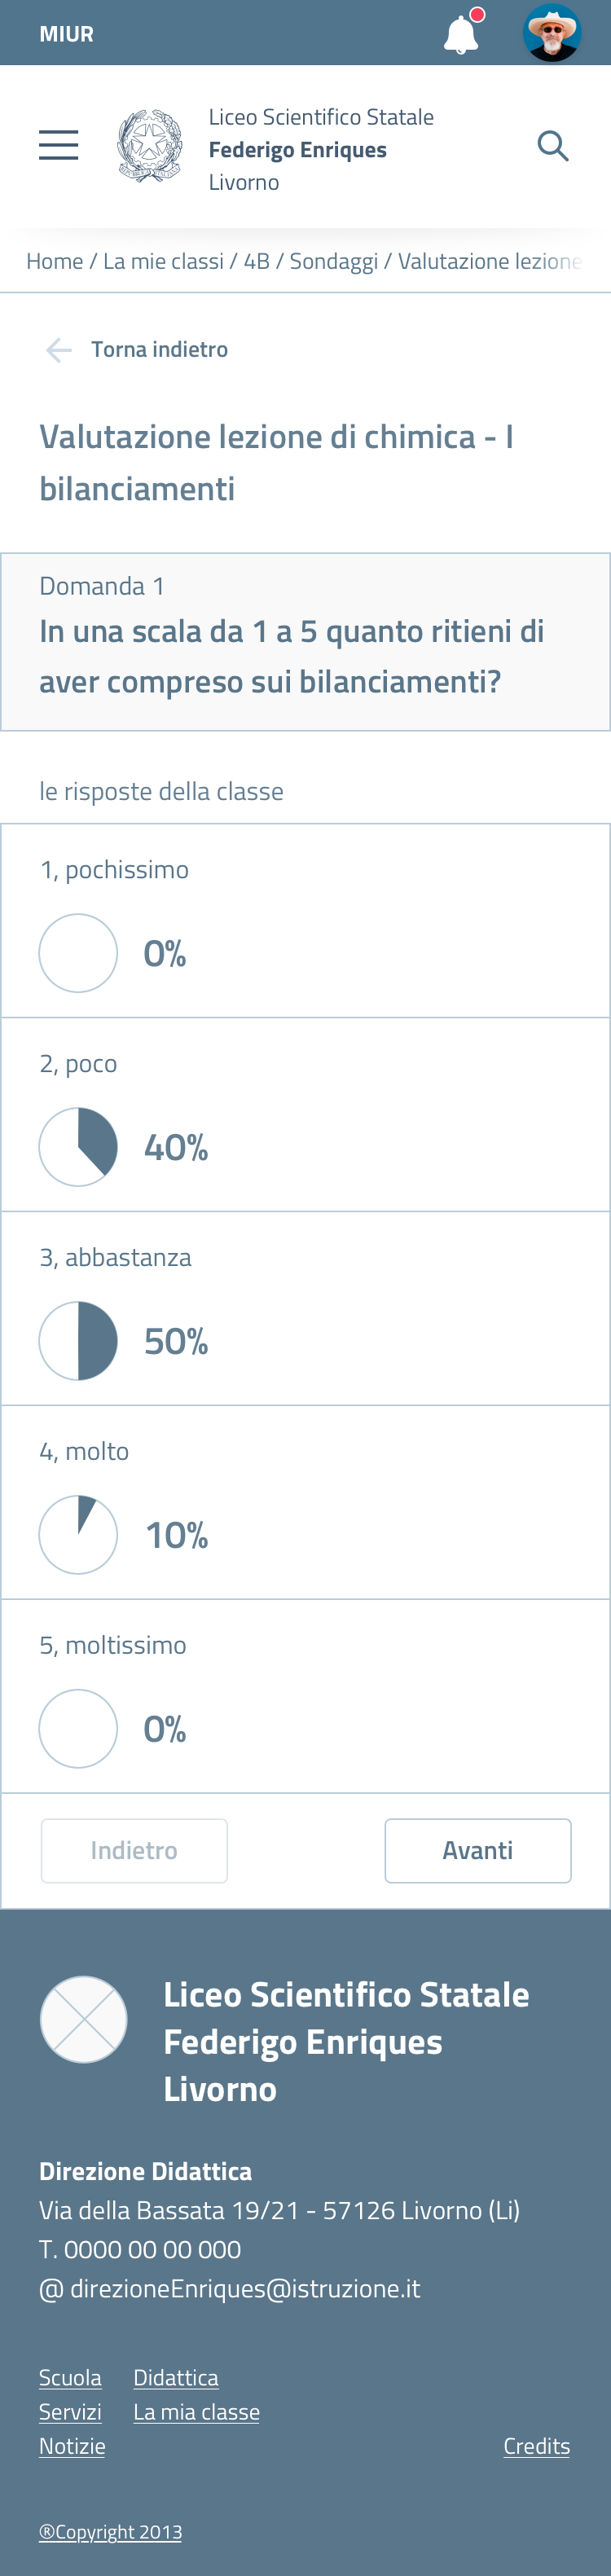 MIUR
Liceo Scientifico Statale
Federigo Enriques
Livorno
Home / La mie classi / 4B / Sondaggi / Valutazione lezione
Torna indietro
Valutazione lezione di chimica - I
bilanciamenti
Domanda 1
In una scala da 1 a 5 quanto ritieni di
aver compreso sui bilanciamenti?
le risposte della classe
1, pochissimo
0%
2, poco
40%
3, abbastanza
50%
4, molto
10%
5, moltissimo
0%
Indietro Avanti
Liceo Scientifico Statale
Federigo Enriques
Livorno
Direzione Didattica
Via della Bassata 19/21 - 57126 Livorno (Li)
T. 0000 00 00 000
@ direzioneEnriques@istruzione.it
Scuola Didattica
Servizi La mia classe
Notizie Credits
®Copyright 2013